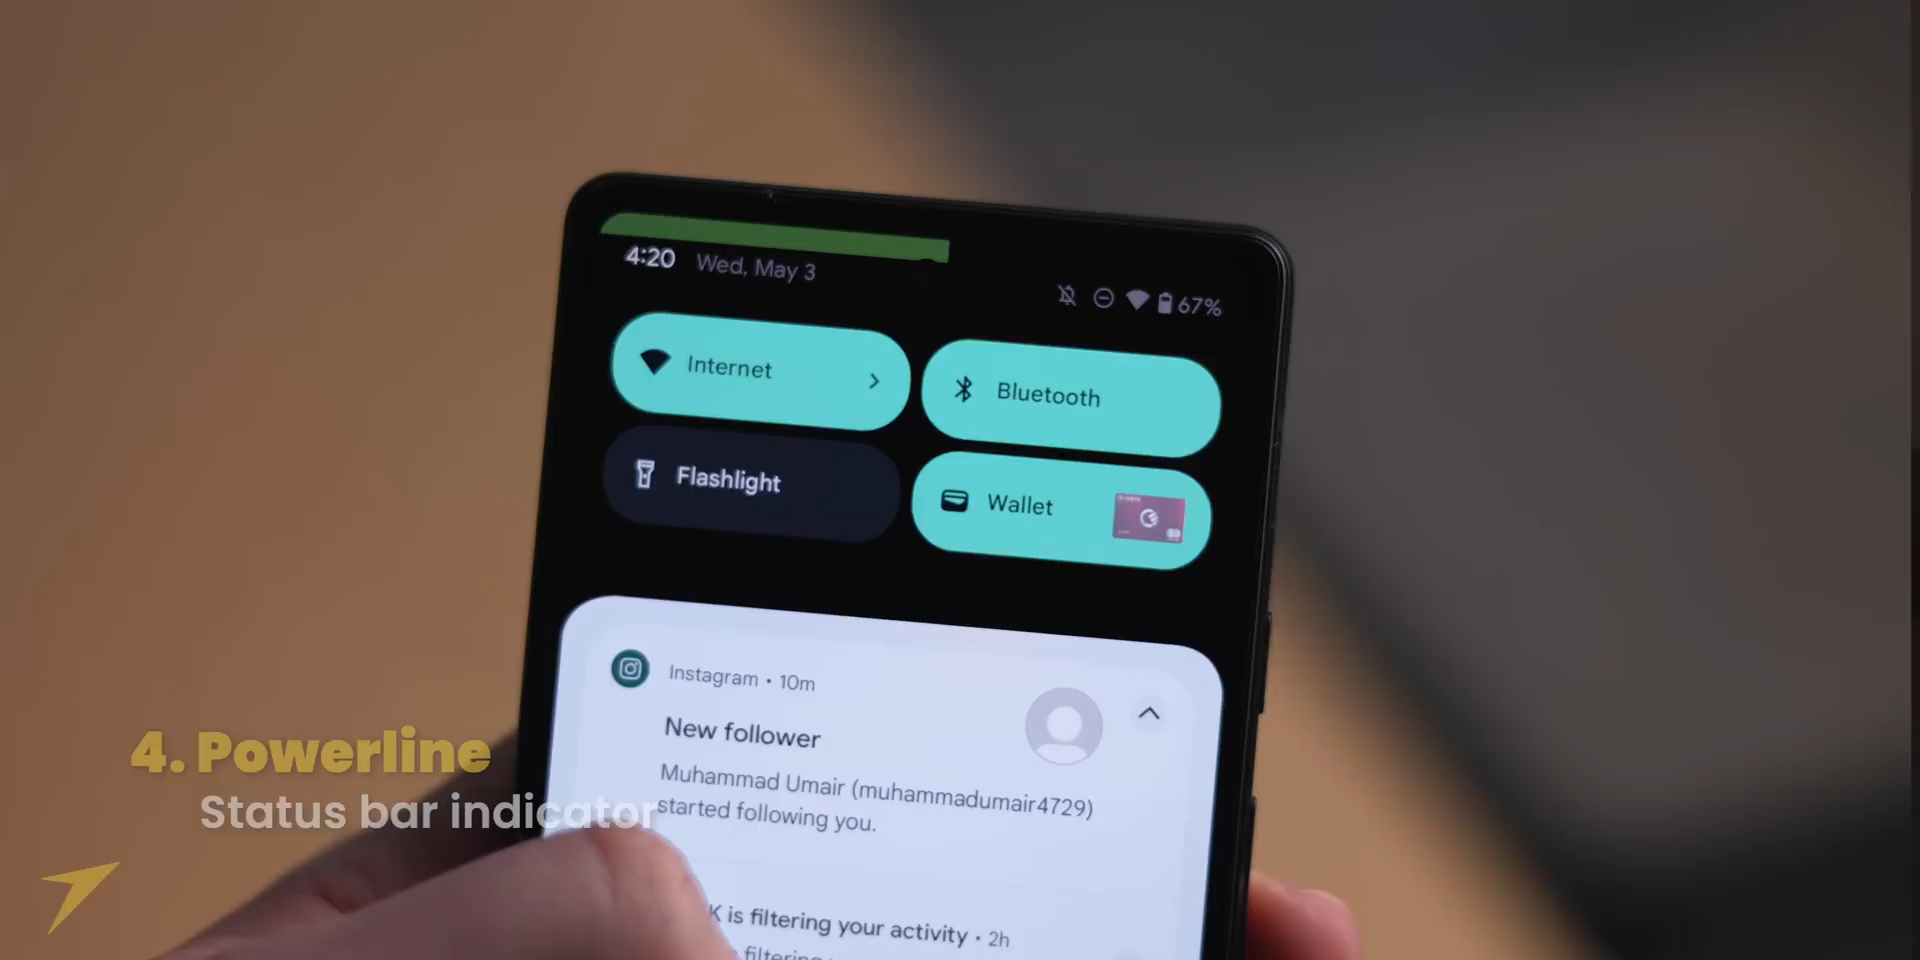 4:20 Wed, May 3
67%
Internet
Bluetooth
Flashlight
Wallet
Instagram • 10m
New follower
Muhammad Umair (muhammadumair4729)
started following you.
K is filtering your activity • 2h
filtering
4. Powerline
Status bar indicator